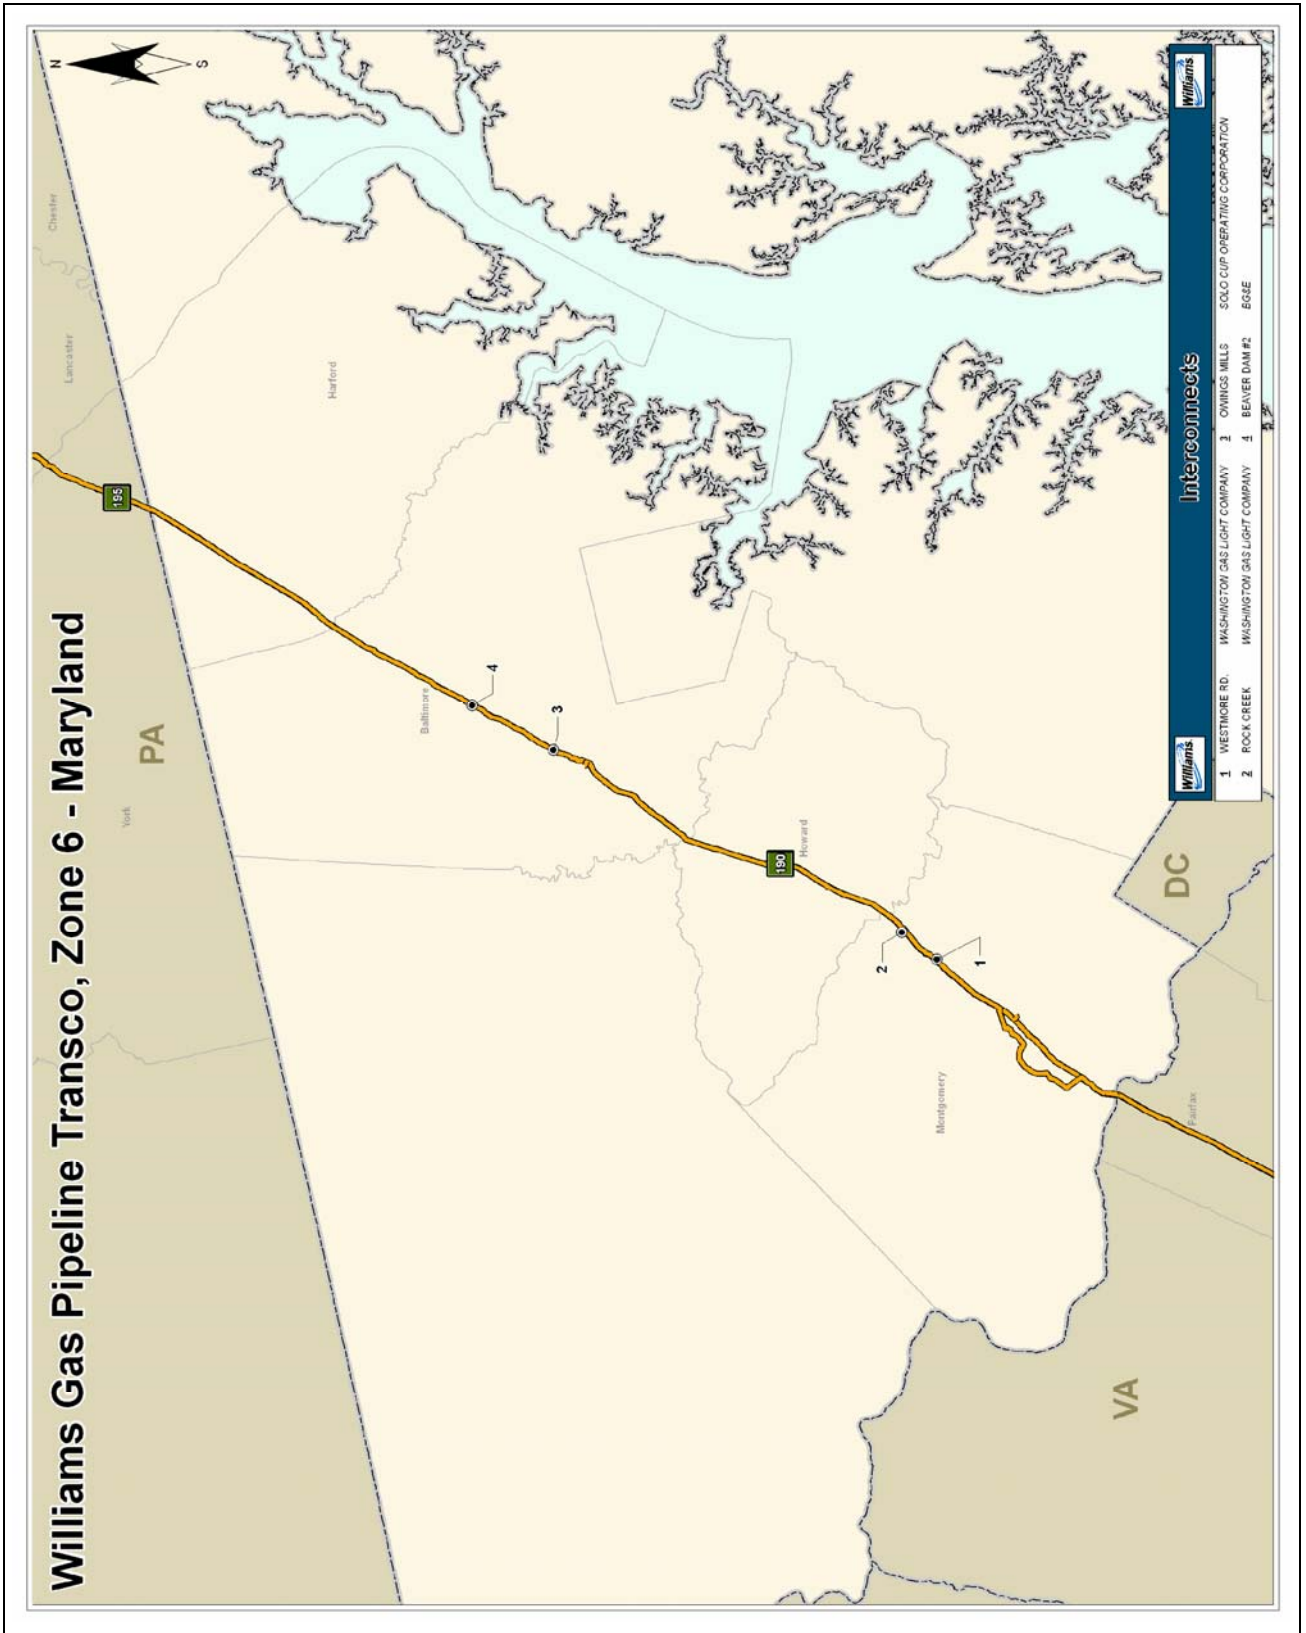 Williams Gas Pipeline Transco, Zone 6 - Maryland
N
S
PA
York
Lancaster
Chester
195
Harford
Baltimore
4
3
190
Howard
2
1
Montgomery
DC
Fairfax
VA
Williams
Interconnects
Williams
1 WESTMORE RD. WASHINGTON GAS LIGHT COMPANY 3 OWINGS MILLS SOLO CUP OPERATING CORPORATION
2 ROCK CREEK WASHINGTON GAS LIGHT COMPANY 4 BEAVER DAM #2 BG&E